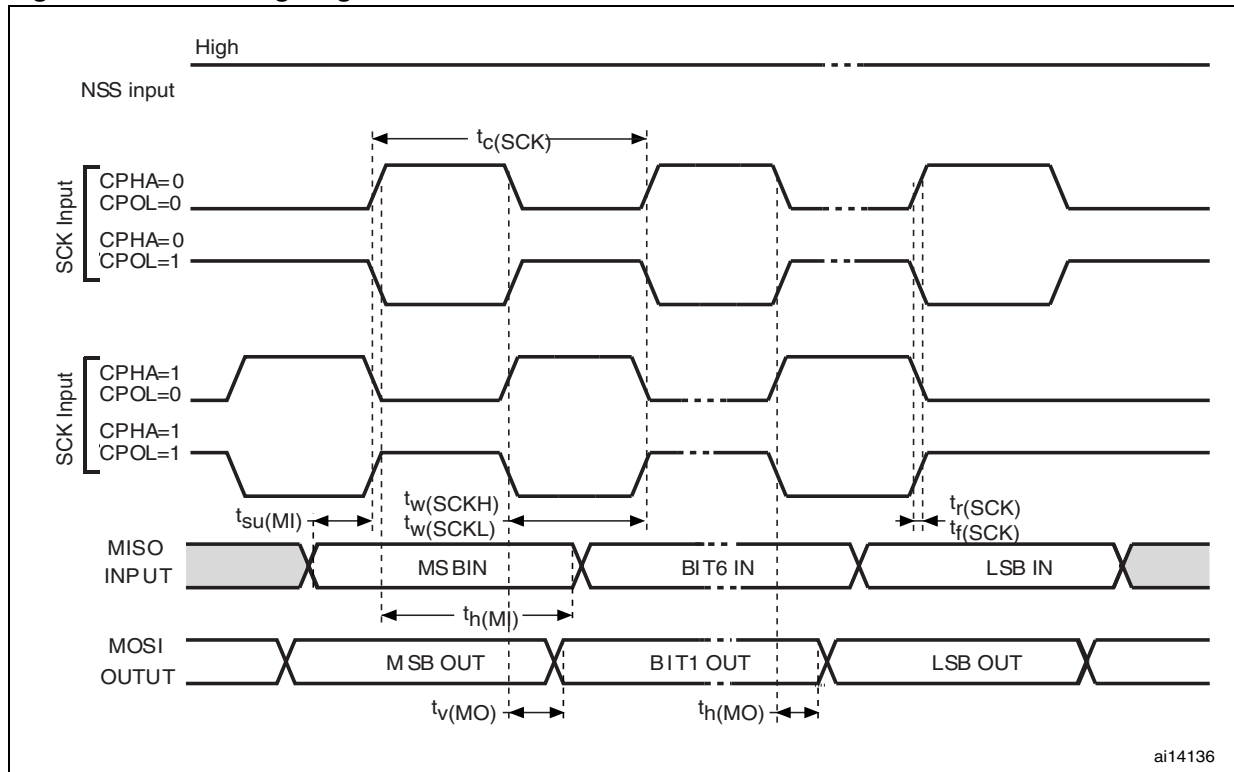 High
NSS input
tc(SCK)
SCK Input
CPHA=0
CPOL=0
CPHA=0
CPOL=1
SCK Input
CPHA=1
CPOL=0
CPHA=1
CPOL=1
tsu(MI)
tw(SCKH)
tw(SCKL)
tr(SCK)
tf(SCK)
MISO
INPUT
MSBIN
BIT6 IN
LSB IN
th(MI)
MOSI
OUTUT
MSB OUT
BIT1 OUT
LSB OUT
tv(MO)
th(MO)
ai14136